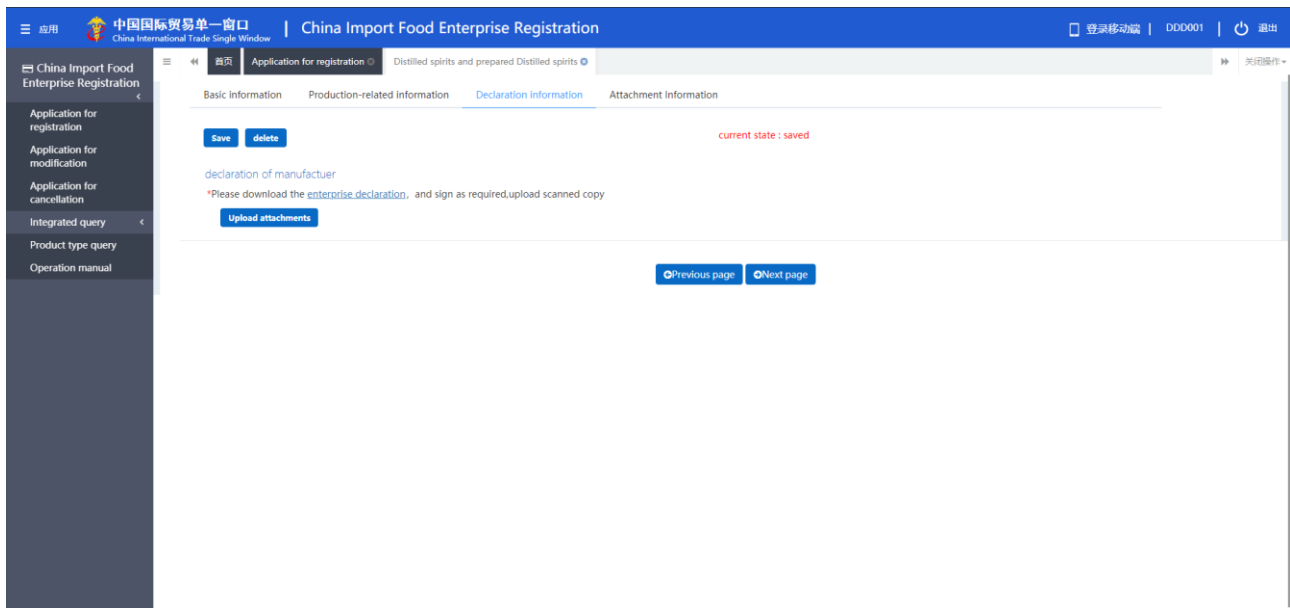 应用
中国国际贸易单一窗口
China International Trade Single Window
China Import Food Enterprise Registration
登录移动端
DDD001
退出
China Import Food
Enterprise Registration
首页
Application for registration
Distilled spirits and prepared Distilled spirits
关闭操作
Basic information
Production-related information
Declaration information
Attachment Information
Application for
registration
Application for
modification
Application for
cancellation
Integrated query
Product type query
Operation manual
Save
delete
current state : saved
declaration of manufactuer
*Please download the enterprise declaration，and sign as required,upload scanned copy
Upload attachments
Previous page
Next page